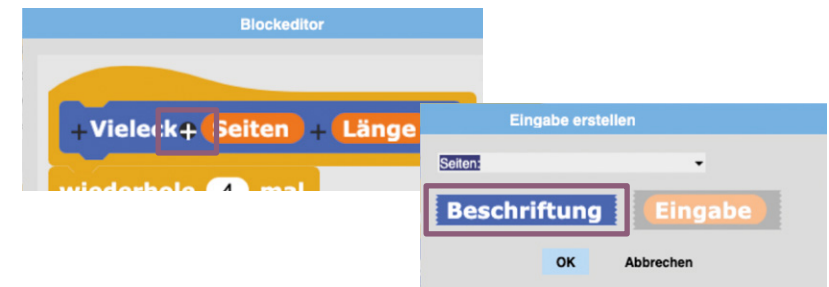 Blockeditor
+ Vieleck + Seiten + Länge
wiederhole 4 mal
Eingabe erstellen
Seiten:
Beschriftung Eingabe
OK Abbrechen